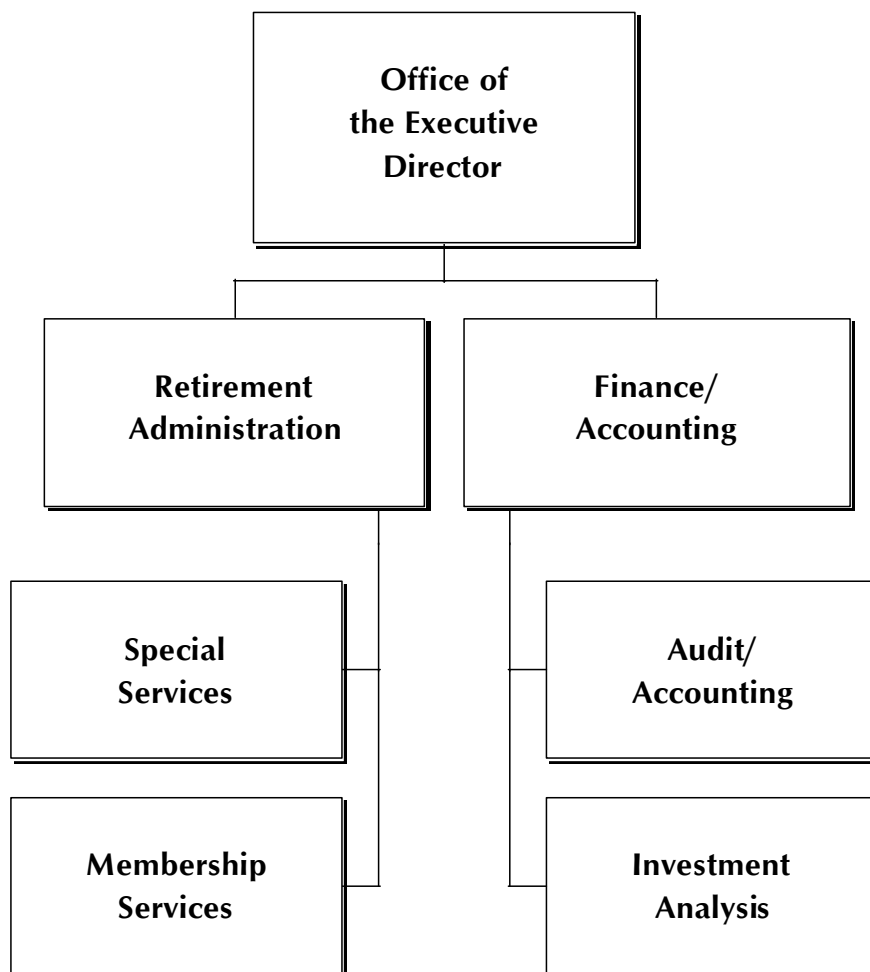 Office of
the Executive
Director
Retirement
Administration
Finance/
Accounting
Special
Services
Audit/
Accounting
Membership
Services
Investment
Analysis